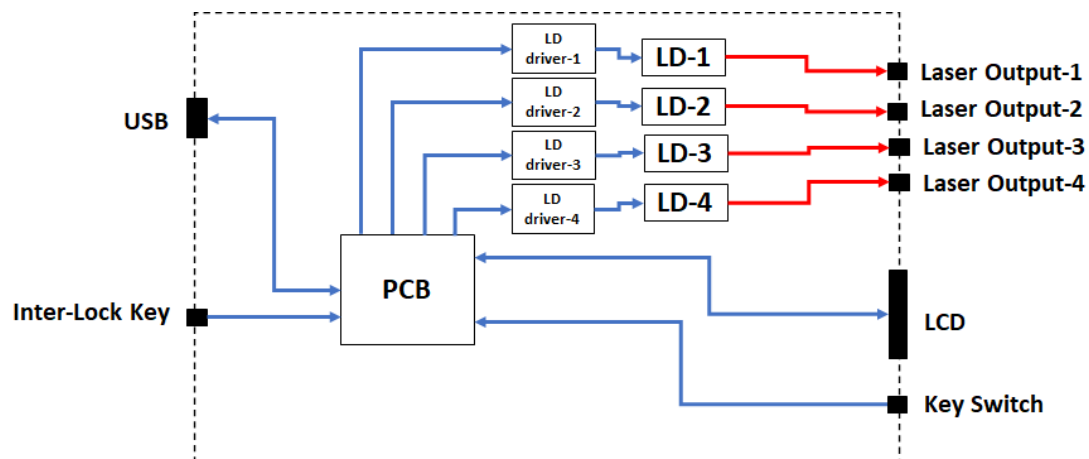 LD
driver-1
LD-1
Laser Output-1
LD
driver-2
LD-2
Laser Output-2
USB
LD
driver-3
LD-3
Laser Output-3
LD
driver-4
LD-4
Laser Output-4
PCB
Inter-Lock Key
LCD
Key Switch